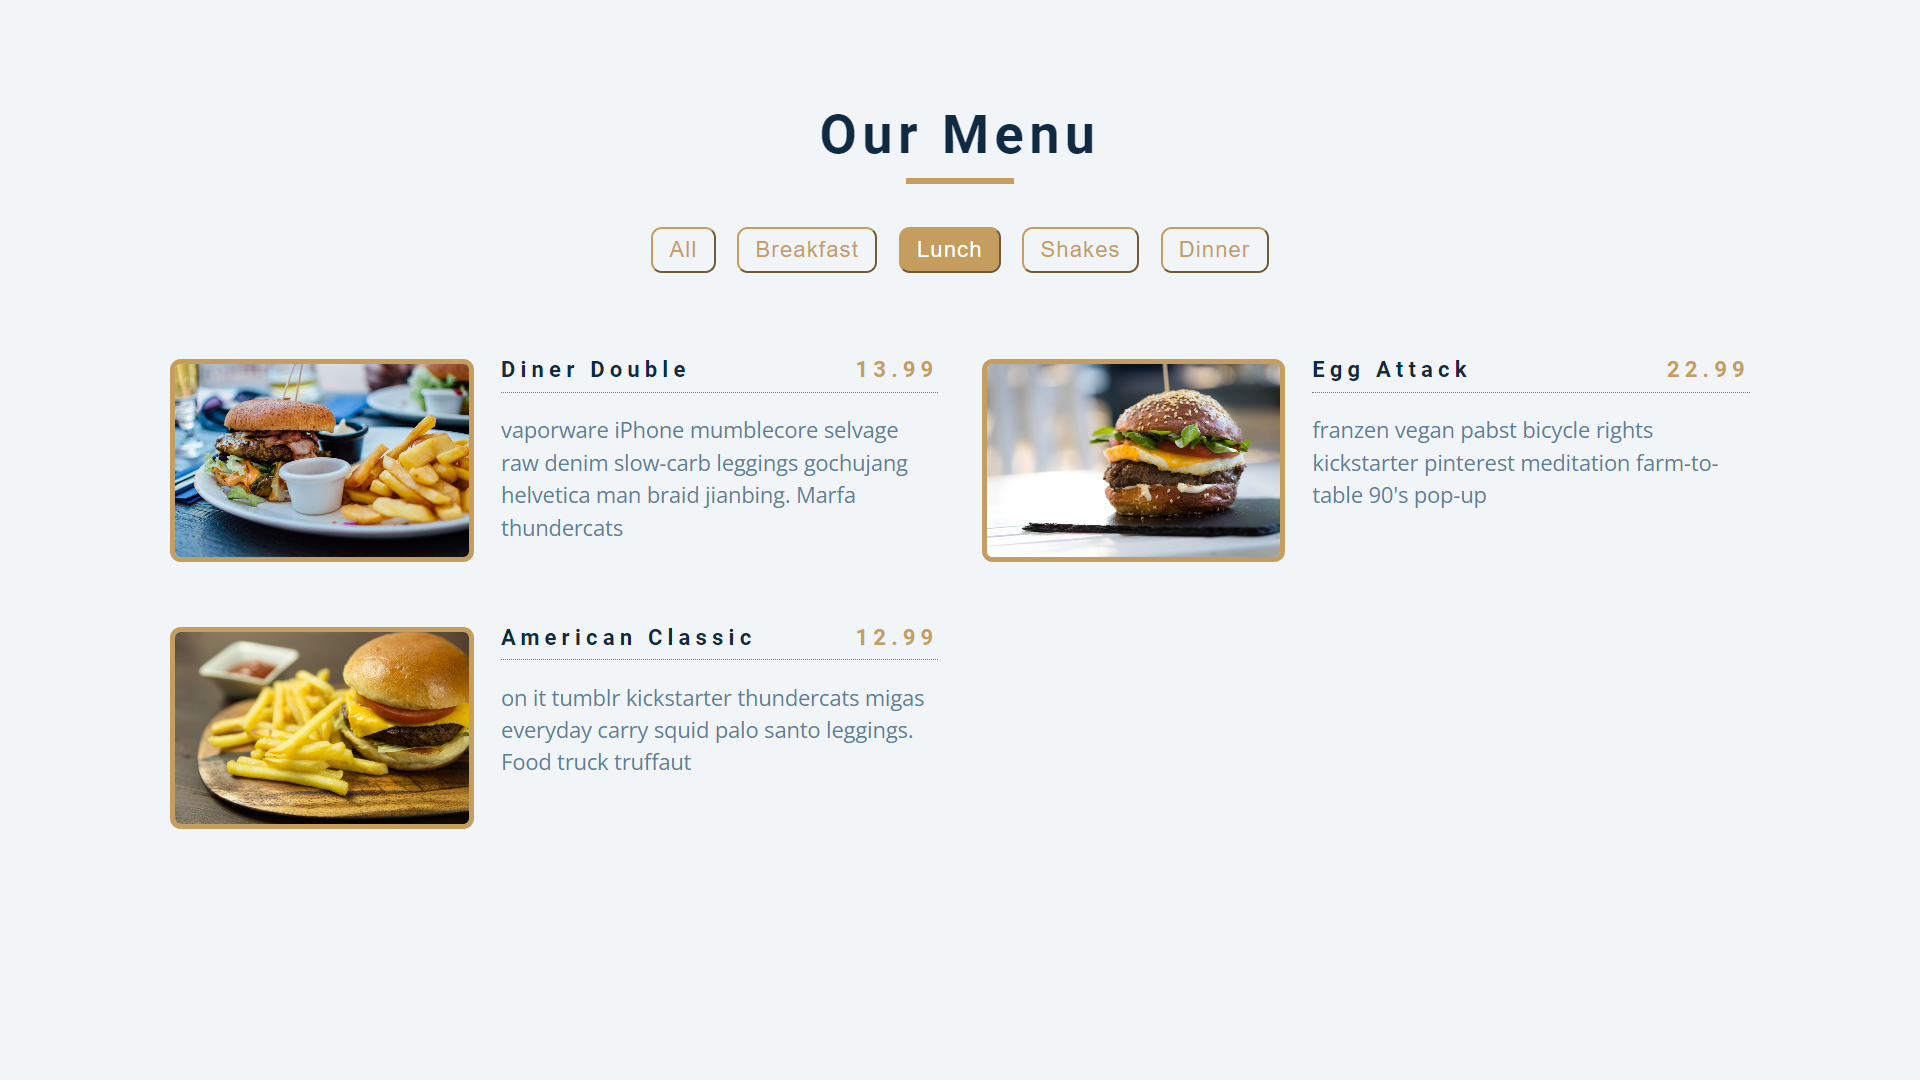 Our Menu
All Breakfast Lunch Shakes Dinner
Diner Double 13.99
vaporware iPhone mumblecore selvage
raw denim slow-carb leggings gochujang
helvetica man braid jianbing. Marfa
thundercats
Egg Attack 22.99
franzen vegan pabst bicycle rights
kickstarter pinterest meditation farm-to-
table 90's pop-up
American Classic 12.99
on it tumblr kickstarter thundercats migas
everyday carry squid palo santo leggings.
Food truck truffaut